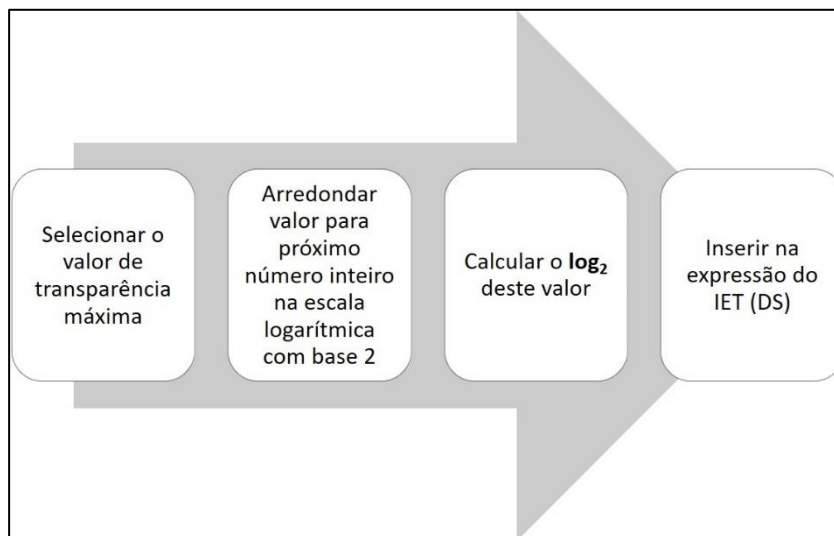 Selecionar o
valor de
transparência
máxima
Arredondar
valor para
próximo
número inteiro
na escala
logarítmica
com base 2
Calcular o log₂
deste valor
Inserir na
expressão do
IET (DS)